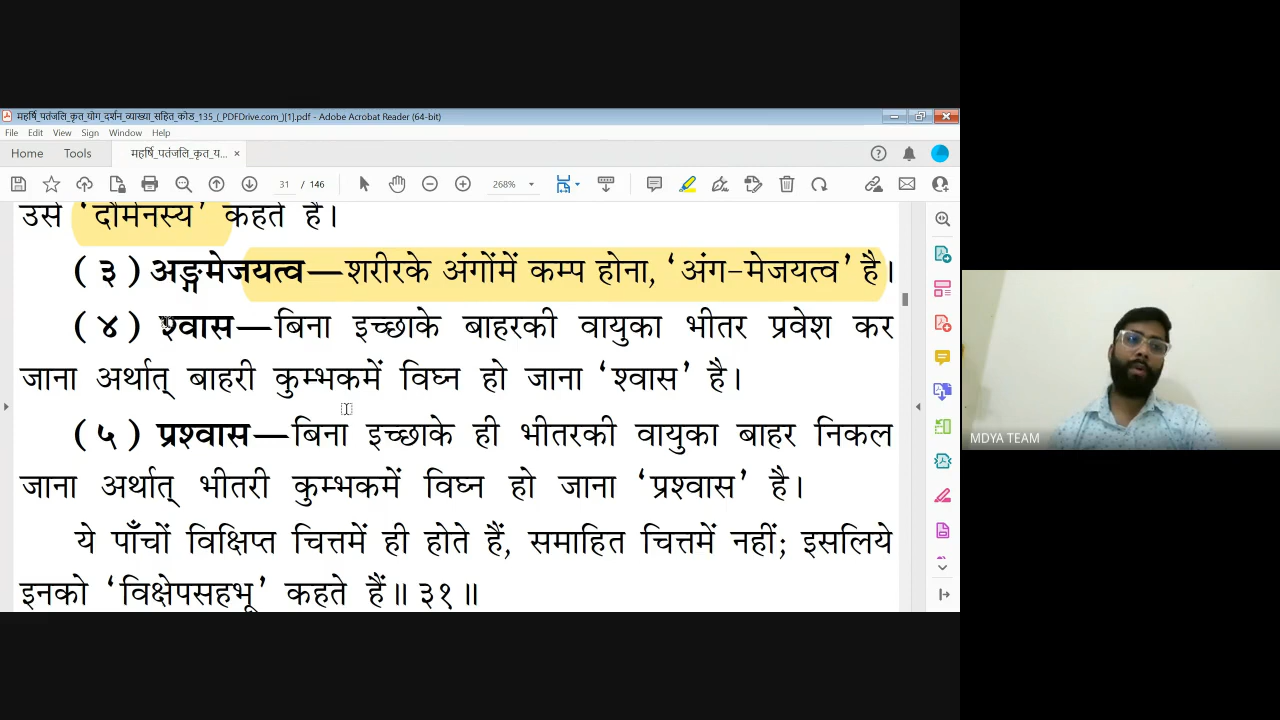 महर्षि_पतंजलि_कृत_योग_दर्शन_व्याख्या_सहित_कोड_135_(_PDFDrive.com_)[1].pdf - Adobe Acrobat Reader (64-bit)
File Edit View Sign Window Help
Home Tools महर्षि_पतंजलि_कृत_य... ×
31 / 146 268%
उसे ‘दौर्मनस्य’ कहते हैं।
( ३ ) अङ्गमेजयत्व—शरीरके अंगोंमें कम्प होना, ‘अंग-मेजयत्व’ है।
( ४ ) श्वास—बिना इच्छाके बाहरकी वायुका भीतर प्रवेश कर
जाना अर्थात् बाहरी कुम्भकमें विघ्न हो जाना ‘श्वास’ है।
( ५ ) प्रश्वास—बिना इच्छाके ही भीतरकी वायुका बाहर निकल
जाना अर्थात् भीतरी कुम्भकमें विघ्न हो जाना ‘प्रश्वास’ है।
ये पाँचों विक्षिप्त चित्तमें ही होते हैं, समाहित चित्तमें नहीं; इसलिये
इनको ‘विक्षेपसहभू’ कहते हैं॥ ३१॥
MDYA TEAM